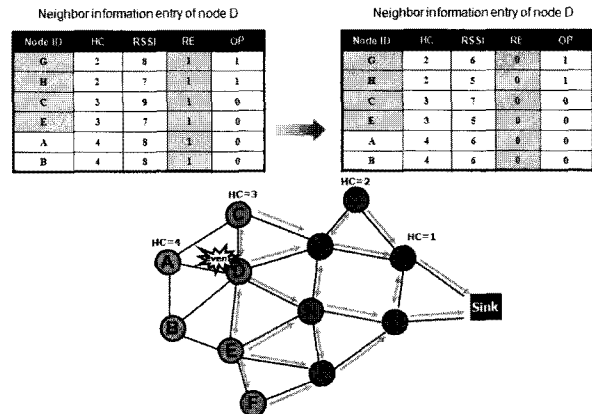 Neighbor information entry of node D
Neighbor information entry of node D
Node ID HC RSSI RE OP
G 2 8 1 1
H 2 7 1 1
C 3 9 1 0
E 3 7 1 0
A 4 8 1 0
B 4 8 1 0
Node ID HC RSSI RE OP
G 2 6 0 1
H 2 5 0 1
C 3 7 0 0
E 3 5 0 0
A 4 6 0 0
B 4 6 0 0
HC=2
HC=3
HC=1
HC=4
C
A
D
B
E
F
Sink